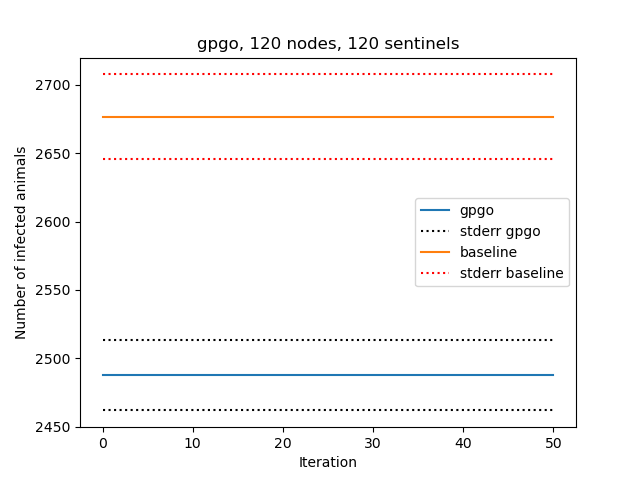 gpgo, 120 nodes, 120 sentinels
Number of infected animals
2700
2650
2600
2550
2500
2450
gpgo
stderr gpgo
baseline
stderr baseline
0 10 20 30 40 50
Iteration